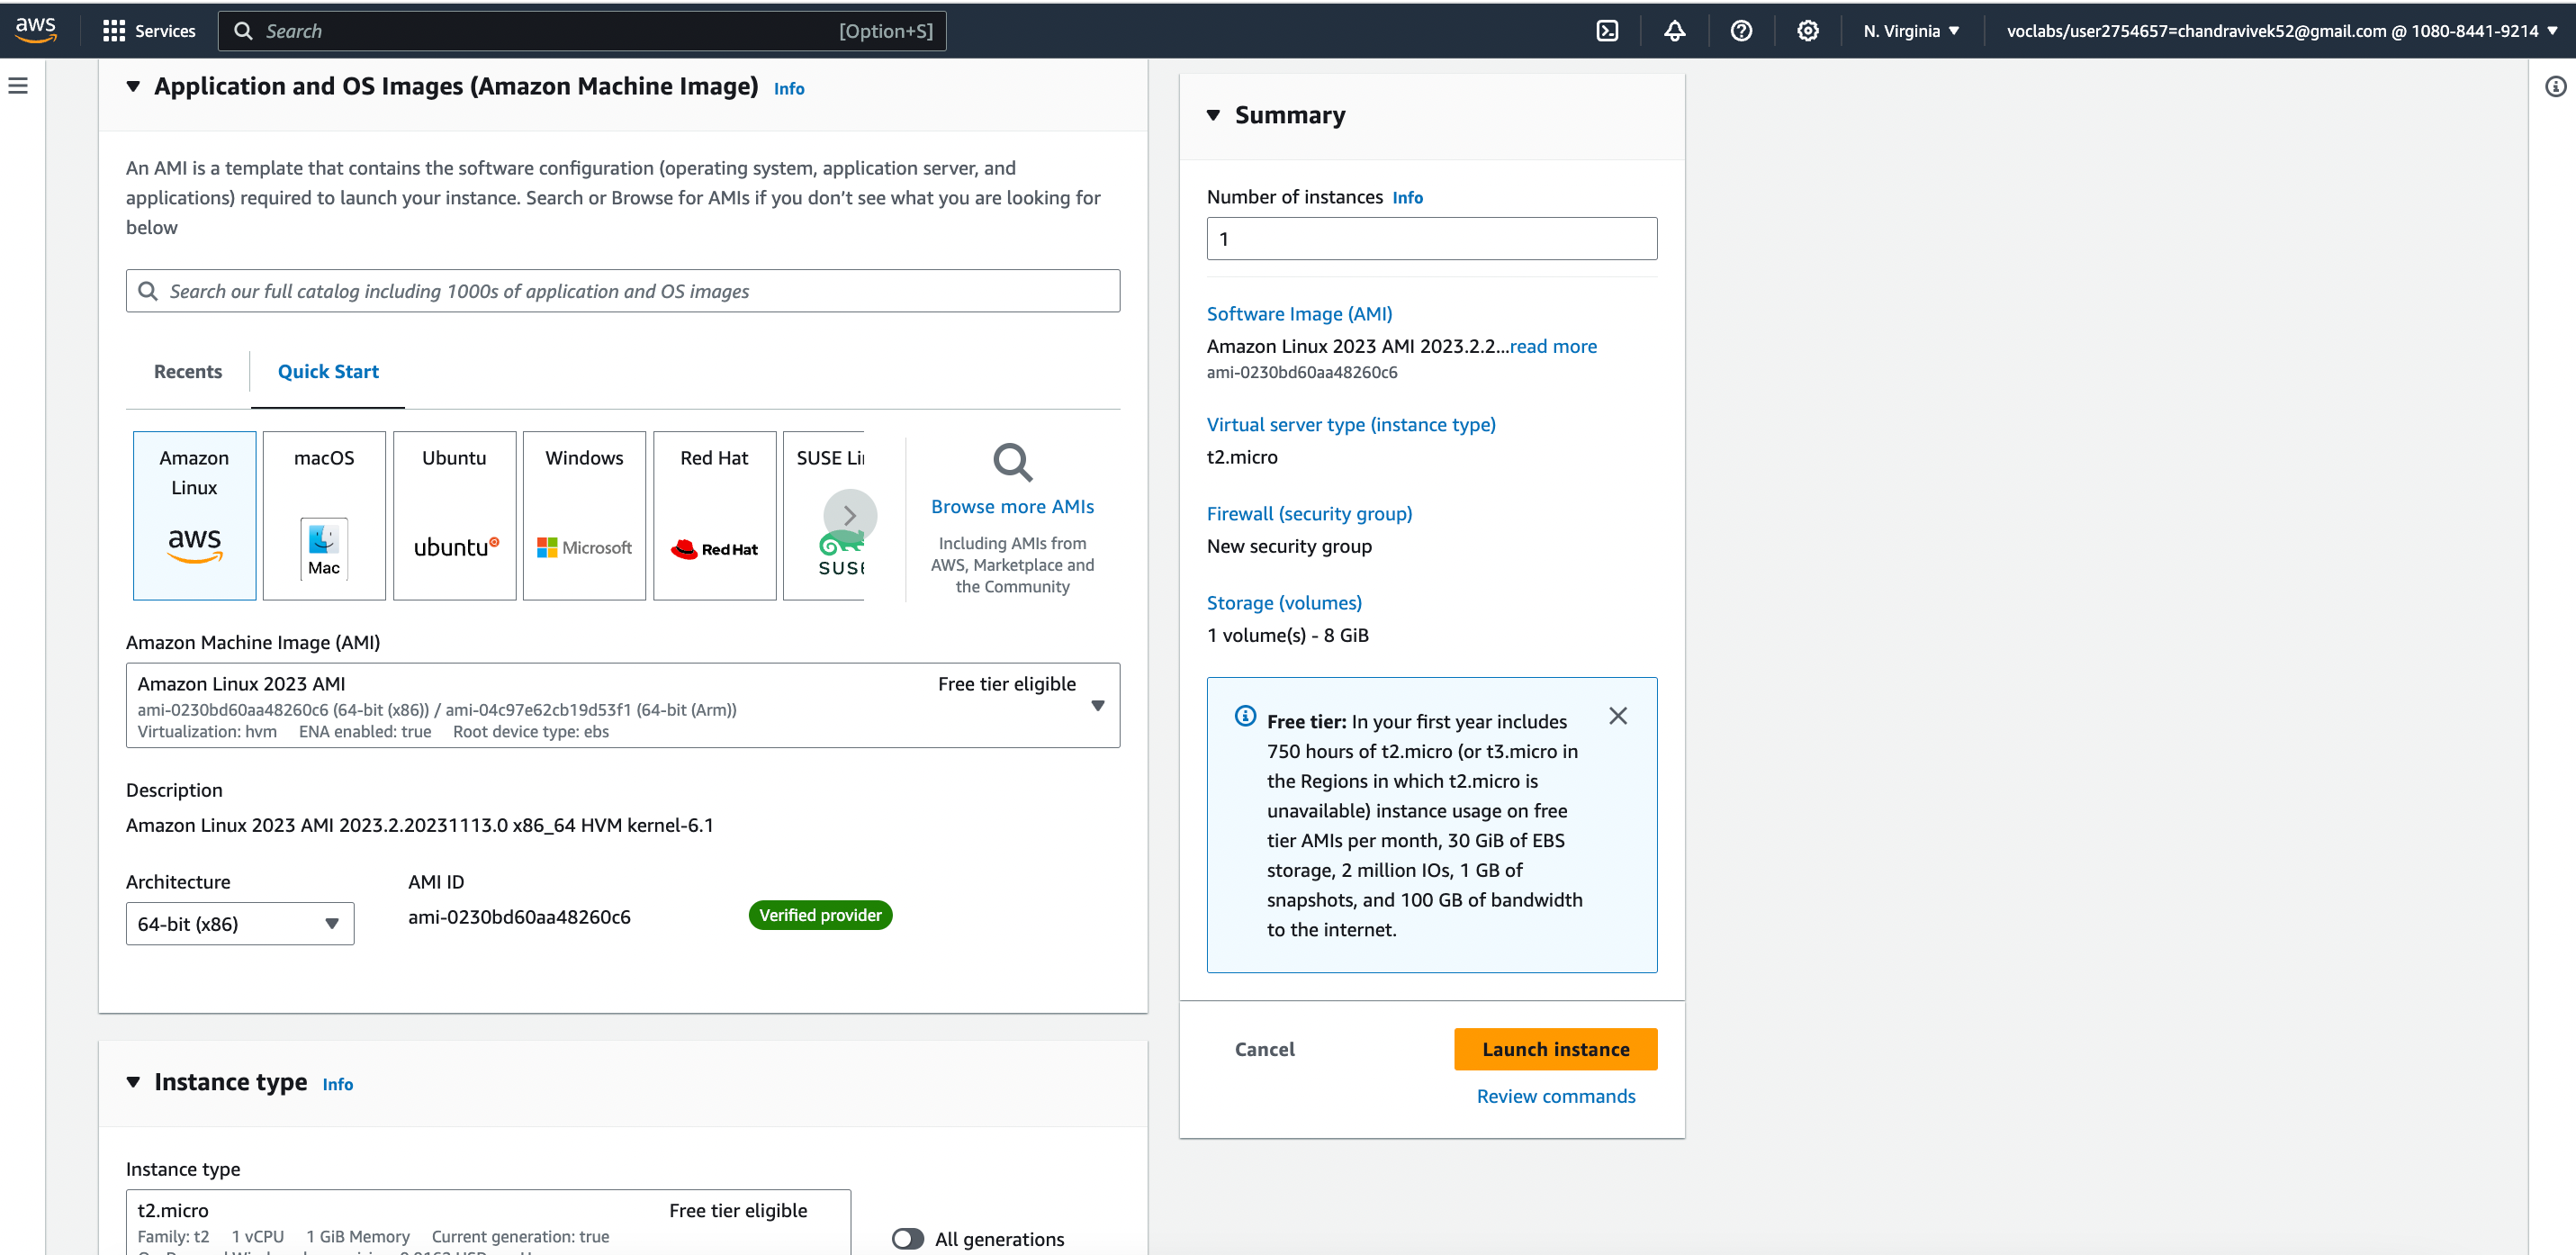 aws
Services
Search
[Option+S]
N. Virginia
voclabs/user2754657=chandravivek52@gmail.com @ 1080-8441-9214
Application and OS Images (Amazon Machine Image) Info
An AMI is a template that contains the software configuration (operating system, application server, and
applications) required to launch your instance. Search or Browse for AMIs if you don’t see what you are looking for
below
Search our full catalog including 1000s of application and OS images
Recents
Quick Start
Amazon
Linux
aws
macOS
Mac
Ubuntu
ubuntu
Windows
Microsoft
Red Hat
Red Hat
SUSE Li
SUSE
Browse more AMIs
Including AMIs from
AWS, Marketplace and
the Community
Amazon Machine Image (AMI)
Amazon Linux 2023 AMI
Free tier eligible
ami-0230bd60aa48260c6 (64-bit (x86)) / ami-04c97e62cb19d53f1 (64-bit (Arm))
Virtualization: hvm ENA enabled: true Root device type: ebs
Description
Amazon Linux 2023 AMI 2023.2.20231113.0 x86_64 HVM kernel-6.1
Architecture
64-bit (x86)
AMI ID
ami-0230bd60aa48260c6
Verified provider
Instance type Info
Instance type
t2.micro
Free tier eligible
Family: t2 1 vCPU 1 GiB Memory Current generation: true
All generations
Summary
Number of instances Info
1
Software Image (AMI)
Amazon Linux 2023 AMI 2023.2.2...read more
ami-0230bd60aa48260c6
Virtual server type (instance type)
t2.micro
Firewall (security group)
New security group
Storage (volumes)
1 volume(s) - 8 GiB
Free tier: In your first year includes
750 hours of t2.micro (or t3.micro in
the Regions in which t2.micro is
unavailable) instance usage on free
tier AMIs per month, 30 GiB of EBS
storage, 2 million IOs, 1 GB of
snapshots, and 100 GB of bandwidth
to the internet.
Cancel
Launch instance
Review commands